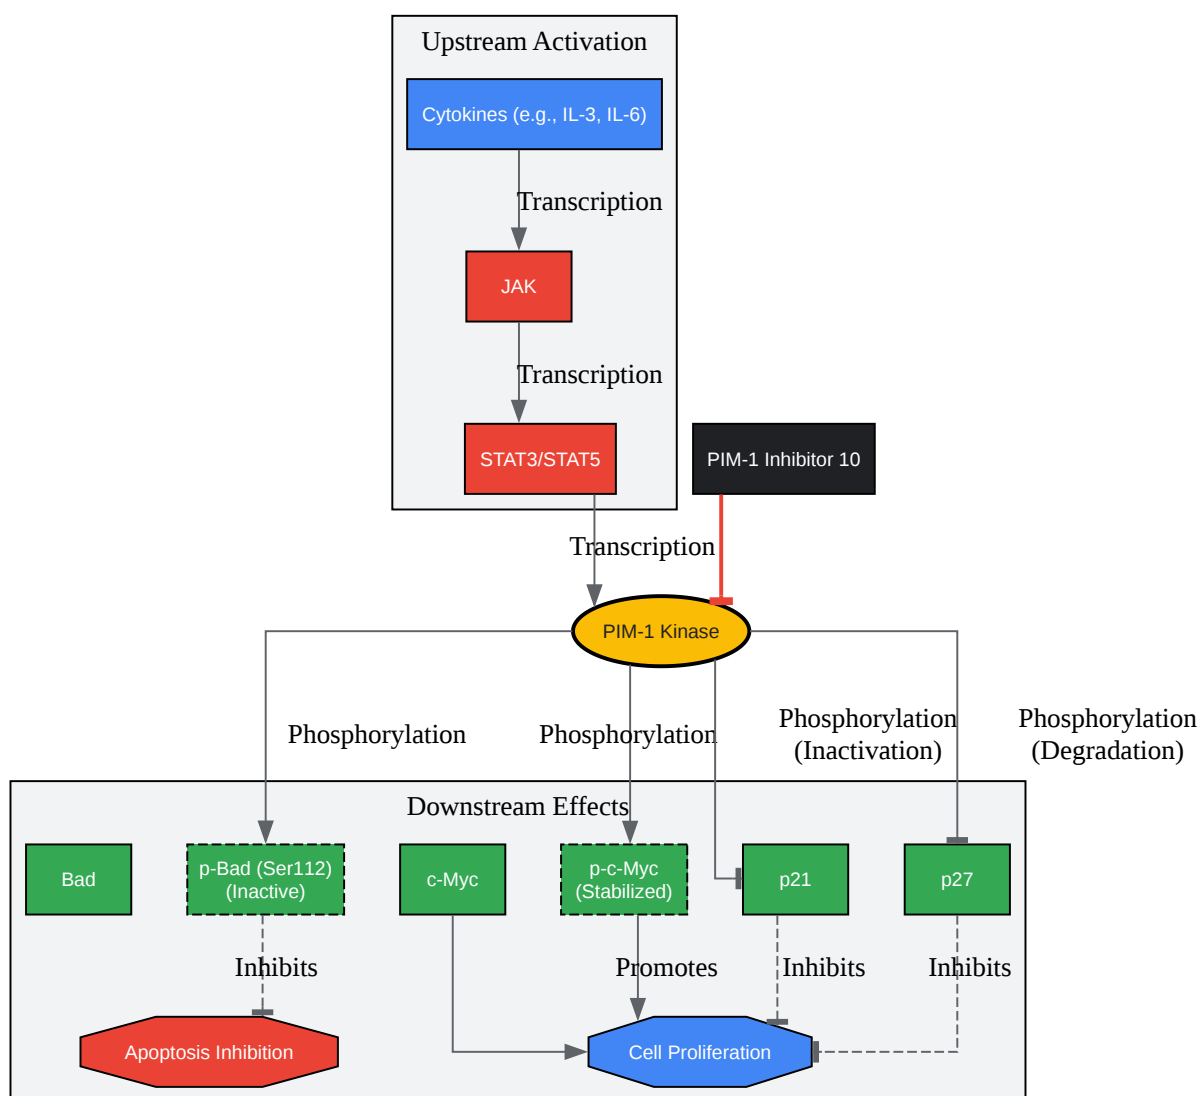 Upstream Activation
Cytokines (e.g., IL-3, IL-6)
Transcription
JAK
Transcription
STAT3/STAT5
PIM-1 Inhibitor 10
Transcription
PIM-1 Kinase
Phosphorylation
Phosphorylation
Phosphorylation
(Inactivation)
Phosphorylation
(Degradation)
Downstream Effects
Bad
p-Bad (Ser112)
(Inactive)
c-Myc
p-c-Myc
(Stabilized)
p21
p27
Inhibits
Promotes
Inhibits
Inhibits
Apoptosis Inhibition
Cell Proliferation